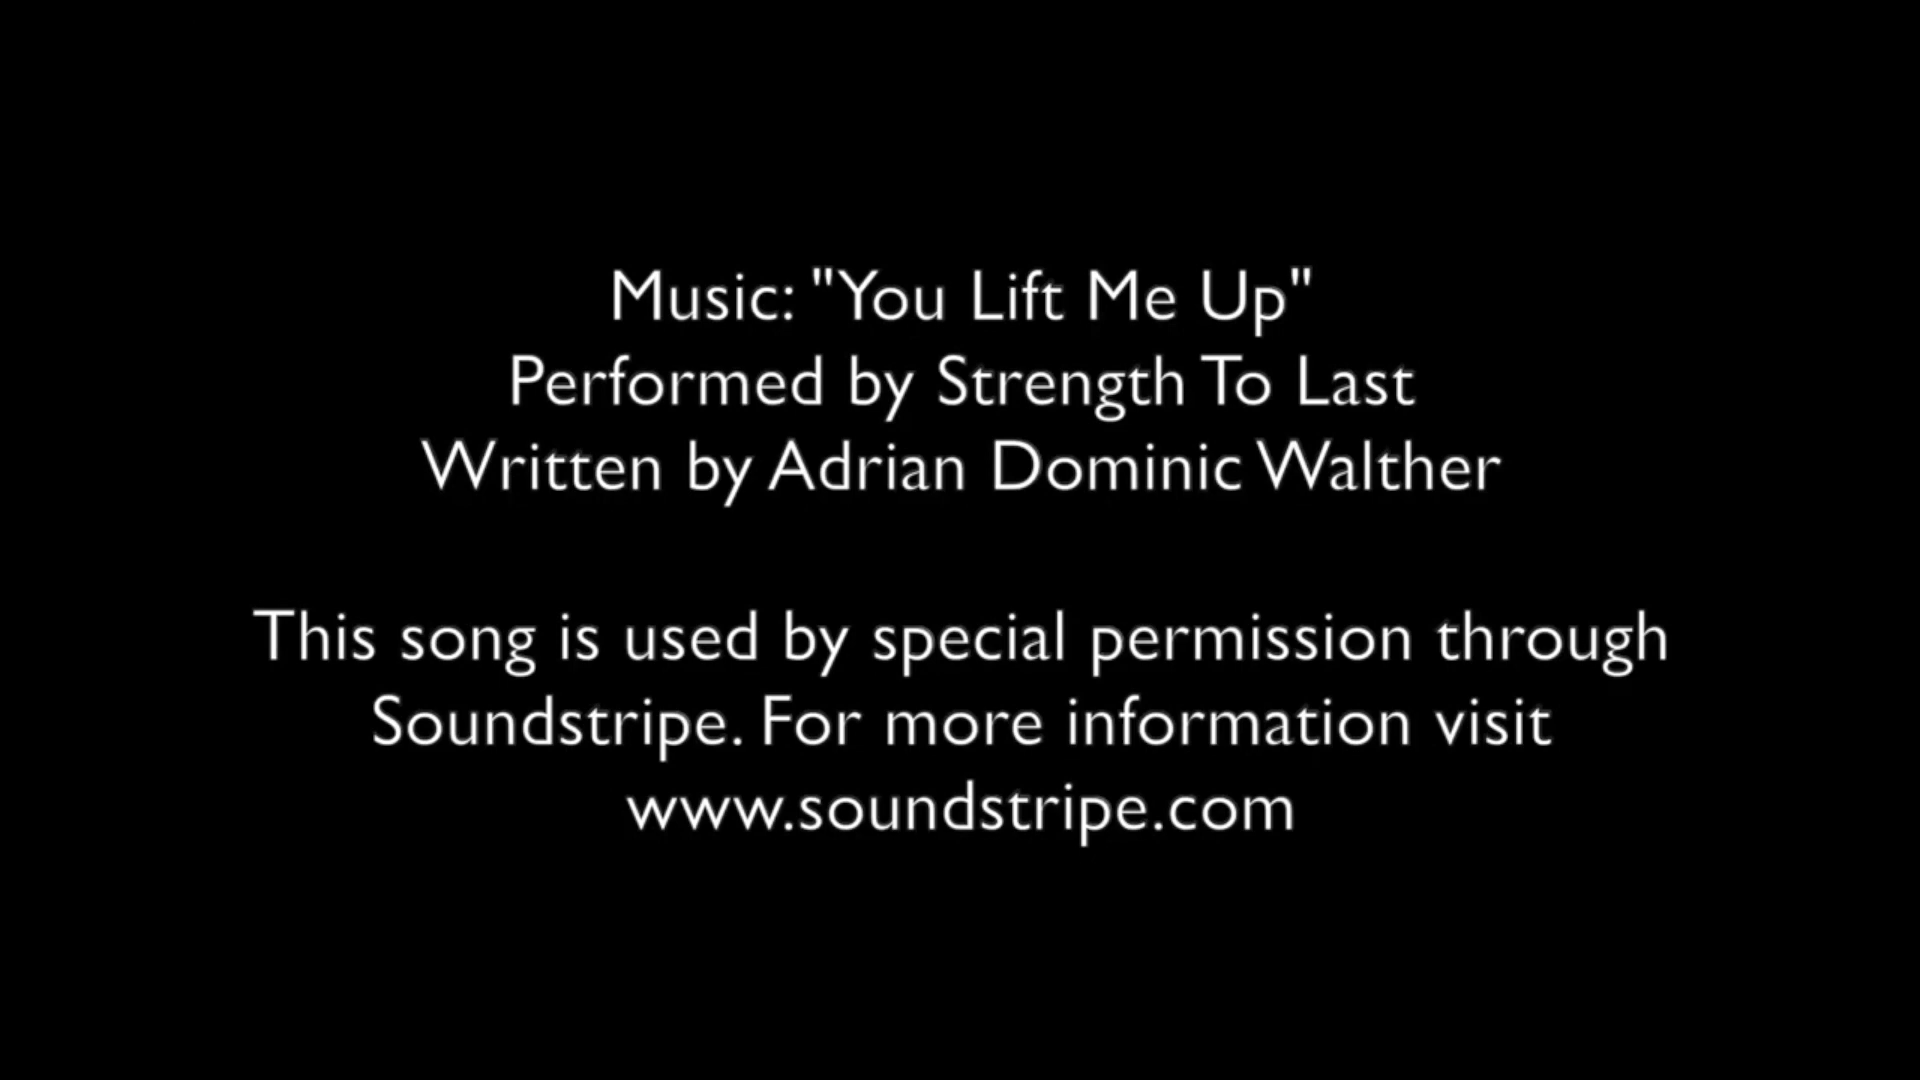 Music: "You Lift Me Up"
Performed by Strength To Last
Written by Adrian Dominic Walther
This song is used by special permission through
Soundstripe. For more information visit
www.soundstripe.com